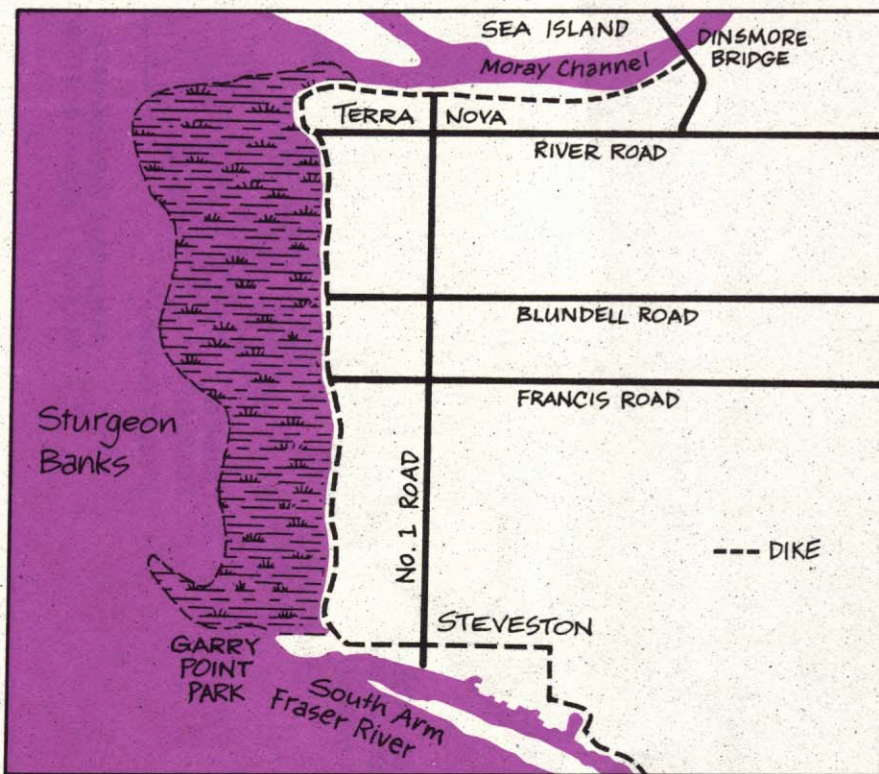 SEA ISLAND
DINSMORE
BRIDGE
Moray Channel
TERRA NOVA
RIVER ROAD
BLUNDELL ROAD
FRANCIS ROAD
Sturgeon
Banks
No. 1 ROAD
DIKE
STEVESTON
GARRY
POINT
PARK
South Arm
Fraser River